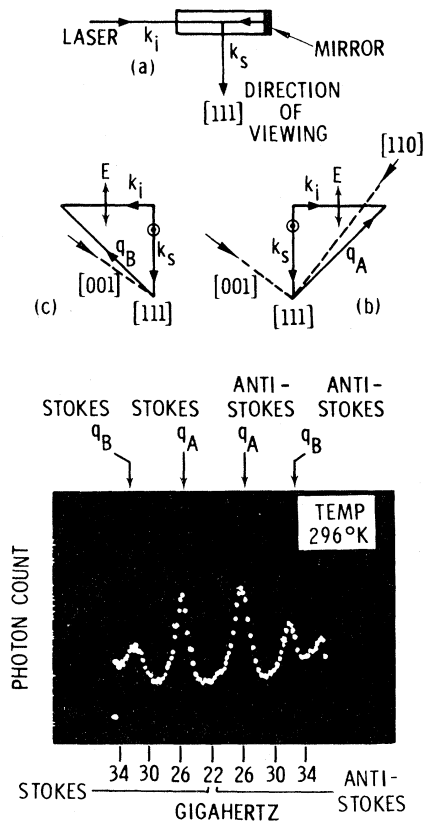 LASER
k_i
MIRROR
(a)
k_s
[111]
DIRECTION
OF
VIEWING
E
k_i
q_B
k_s
[001]
[111]
(c)
[110]
k_i
E
k_s
q_A
[001]
[111]
(b)
STOKES q_B
STOKES q_A
ANTI-STOKES q_A
ANTI-STOKES q_B
TEMP
296°K
PHOTON COUNT
34 30 26 22 26 30 34
STOKES
ANTI-
STOKES
GIGAHERTZ